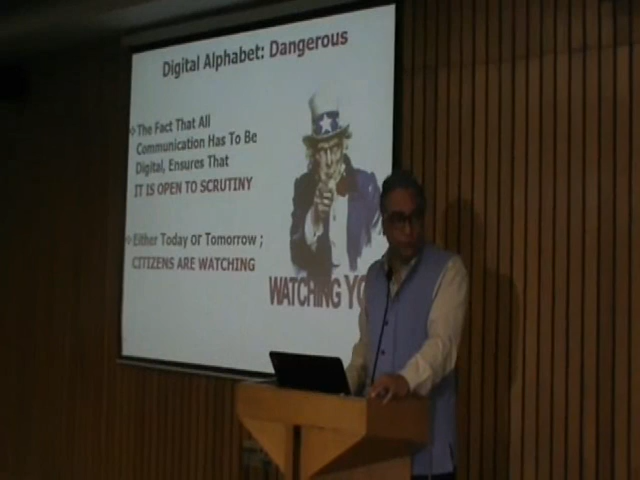 Digital Alphabet: Dangerous
The Fact That All
Communication Has To Be
Digital, Ensures That
IT IS OPEN TO SCRUTINY
Either Today or Tomorrow ;
CITIZENS ARE WATCHING
WATCHING YO